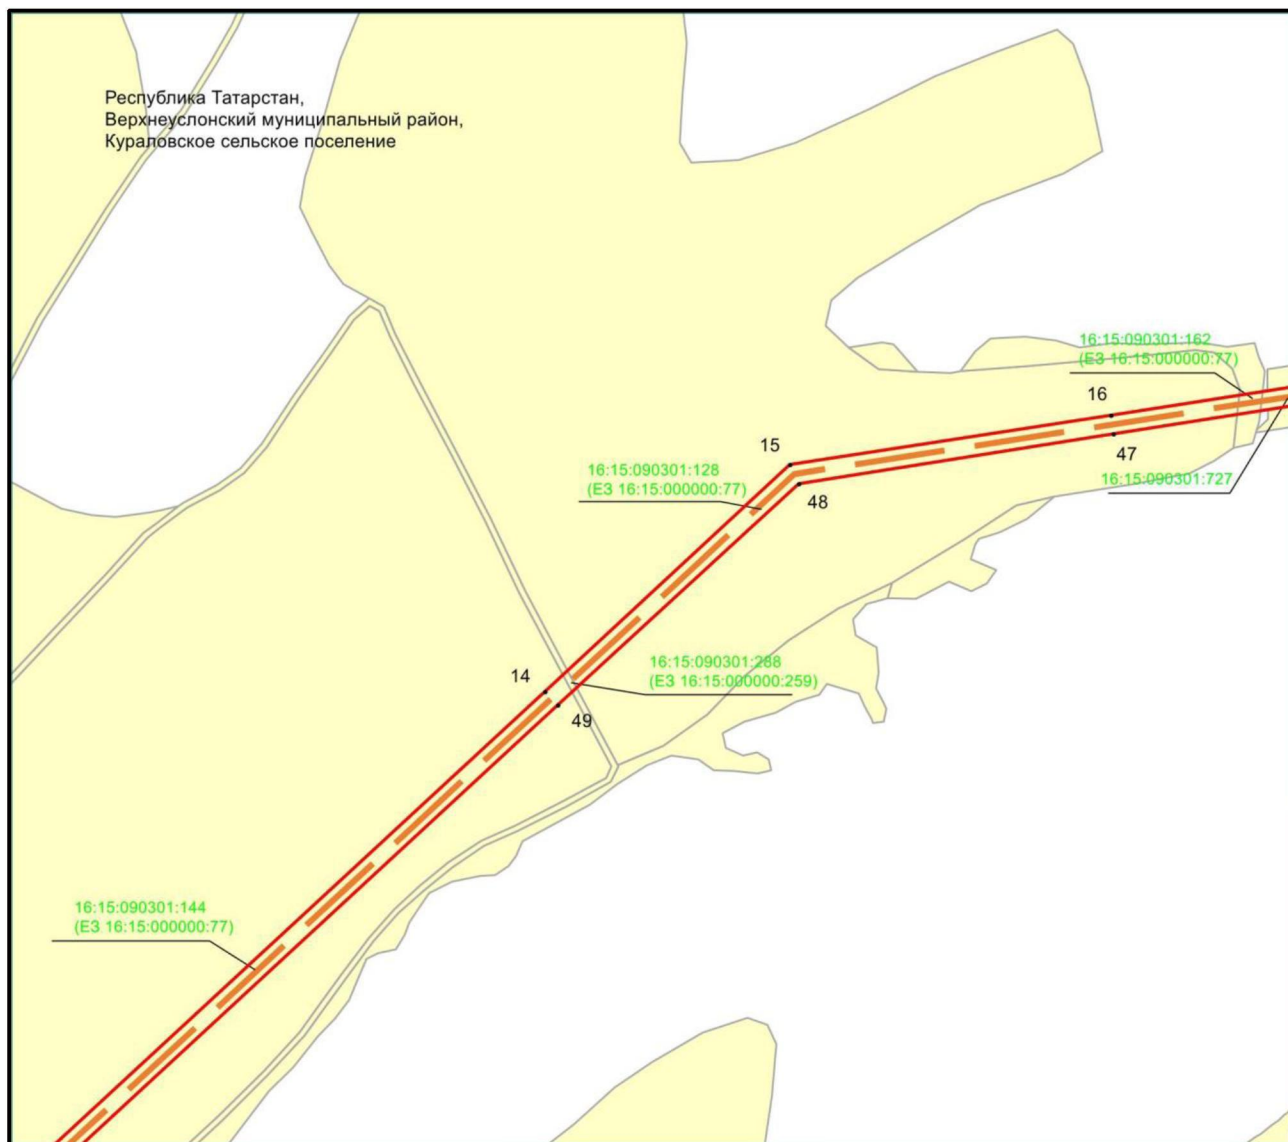 Республика Татарстан,
Верхнеуслонский муниципальный район,
Кураловское сельское поселение
16:15:090301:162
(ЕЗ 16:15:000000:77)
16
15
47
16:15:090301:128
(ЕЗ 16:15:000000:77)
16:15:090301:727
48
16:15:090301:288
(ЕЗ 16:15:000000:259)
14
49
16:15:090301:144
(ЕЗ 16:15:000000:77)